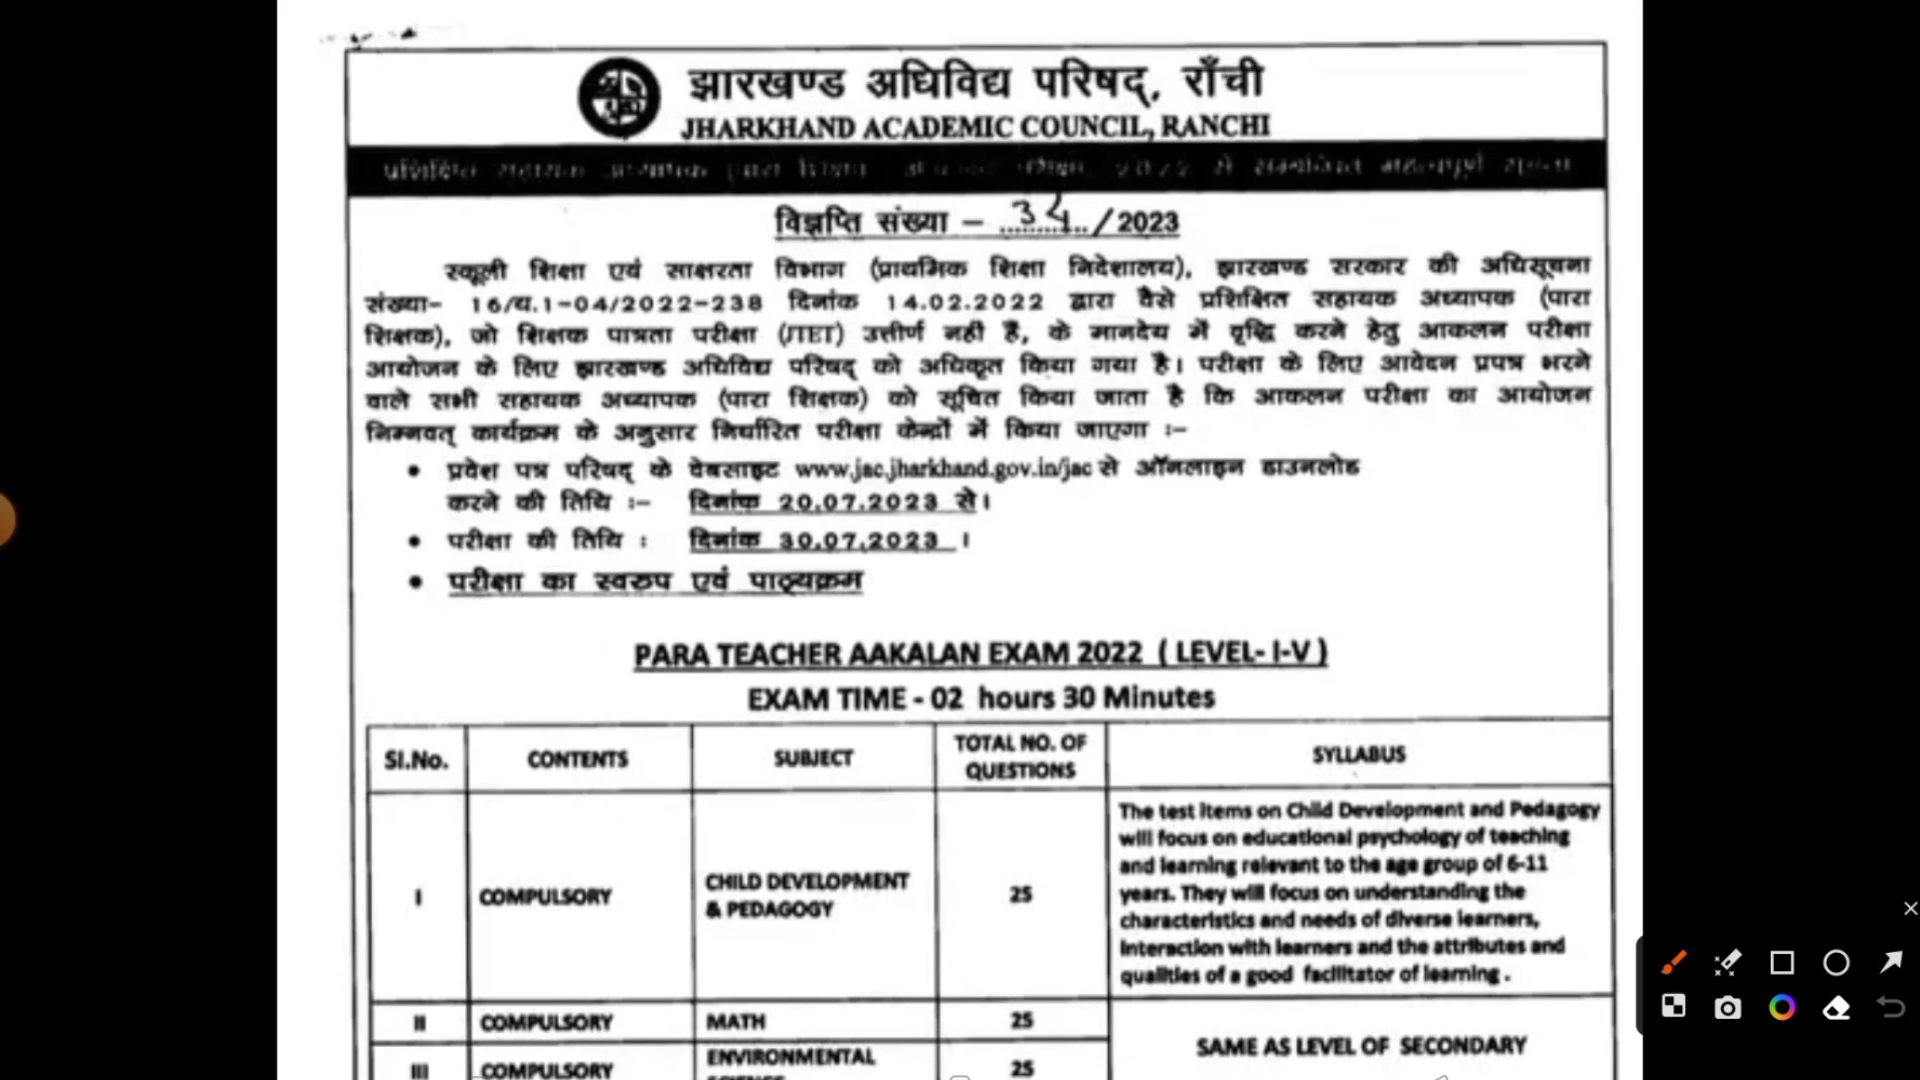 झारखण्ड अधिविद्य परिषद्, राँची
JHARKHAND ACADEMIC COUNCIL, RANCHI
2022 से सम्बन्धित महत्वपूर्ण सूचना
विज्ञप्ति संख्या – ........../2023
स्कूली शिक्षा एवं साक्षरता विभाग (प्राथमिक शिक्षा निदेशालय), झारखण्ड सरकार की अधिसूचना
संख्या- 16/य.1-04/2022-238 दिनांक 14.02.2022 द्वारा वैसे प्रशिक्षित सहायक अध्यापक (पारा
शिक्षक), जो शिक्षक पात्रता परीक्षा (JTET) उत्तीर्ण नहीं हैं, के मानदेय में वृद्धि करने हेतु आकलन परीक्षा
आयोजन के लिए झारखण्ड अधिविद्य परिषद् को अधिकृत किया गया है। परीक्षा के लिए आवेदन प्रपत्र भरने
वाले सभी सहायक अध्यापक (पारा शिक्षक) को सूचित किया जाता है कि आकलन परीक्षा का आयोजन
निम्नवत् कार्यक्रम के अनुसार निर्धारित परीक्षा केन्द्रों में किया जाएगा :-
• प्रवेश पत्र परिषद् के वेबसाइट www.jac.jharkhand.gov.in/jac से ऑनलाइन डाउनलोड
करने की तिथि :- दिनांक 20.07.2023 से।
• परीक्षा की तिथि : दिनांक 30.07.2023 ।
• परीक्षा का स्वरुप एवं पाठ्यक्रम
PARA TEACHER AAKALAN EXAM 2022 ( LEVEL- I-V )
EXAM TIME - 02 hours 30 Minutes
SI.No. CONTENTS SUBJECT TOTAL NO. OF QUESTIONS SYLLABUS
I COMPULSORY CHILD DEVELOPMENT & PEDAGOGY 25
The test items on Child Development and Pedagogy
will focus on educational psychology of teaching
and learning relevant to the age group of 6-11
years. They will focus on understanding the
characteristics and needs of diverse learners,
interaction with learners and the attributes and
qualities of a good facilitator of learning .
II COMPULSORY MATH 25
SAME AS LEVEL OF SECONDARY
III COMPULSORY ENVIRONMENTAL 25